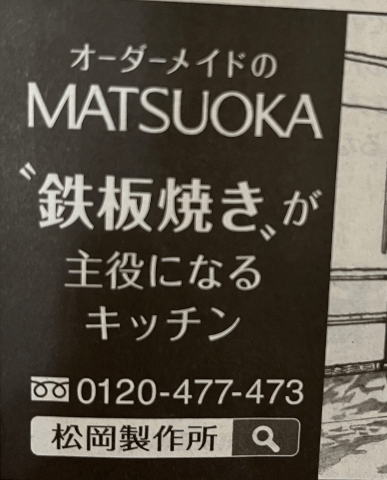 オーダーメイドの
MATSUOKA
〝鉄板焼き〟が
主役になる
キッチン
0120-477-473
松岡製作所